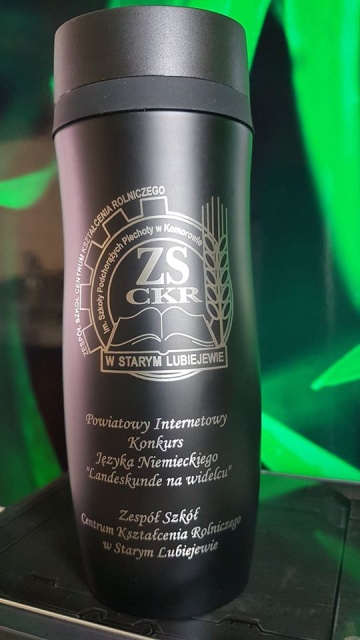 ZESPÓŁ SZKÓŁ CENTRUM KSZTAŁCENIA ROLNICZEGO
im. Szkoły Podchorążych Piechoty w Komorowie
ZS
CKR
W STARYM LUBIEJEWIE
Powiatowy Internetowy
Konkurs
Języka Niemieckiego
"Landeskunde na widelcu"
Zespół Szkół
Centrum Kształcenia Rolniczego
w Starym Lubiejewie